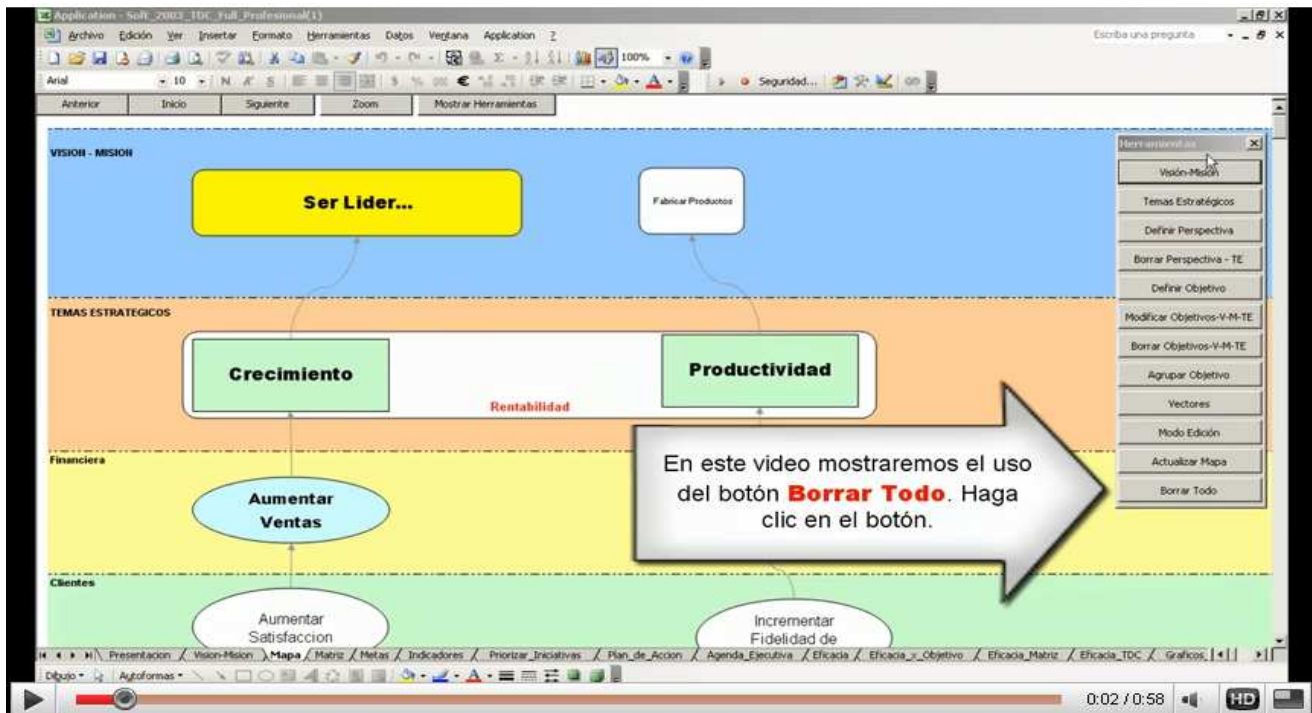 Application - Soft_2003_TDC_Full_Profesional(1)
Archivo Edición Ver Insertar Formato Herramientas Datos Ventana Application ?
Escriba una pregunta
100%
Arial 10 N K S
Seguridad...
Anterior Inicio Siguiente Zoom Mostrar Herramientas
VISION - MISION
Ser Lider...
Fabricar Productos
TEMAS ESTRATEGICOS
Crecimiento
Productividad
Rentabilidad
Financiera
Aumentar
Ventas
Clientes
Aumentar
Satisfaccion
Incrementar
Fidelidad de
En este video mostraremos el uso
del botón Borrar Todo. Haga
clic en el botón.
Herramientas
Visión-Misión
Temas Estratégicos
Definir Perspectiva
Borrar Perspectiva - TE
Definir Objetivo
Modificar Objetivos-V-M-TE
Borrar Objetivos-V-M-TE
Agrupar Objetivo
Vectores
Modo Edición
Actualizar Mapa
Borrar Todo
Presentacion / Vision-Mision \ Mapa / Matriz / Metas / Indicadores / Priorizar_Iniciativas / Plan_de_Accion / Agenda_Ejecutiva / Eficacia / Eficacia_x_Objetivo / Eficacia_Matriz / Eficacia_TDC / Graficos
Dibujo Autoformas
0:02 / 0:58 HD